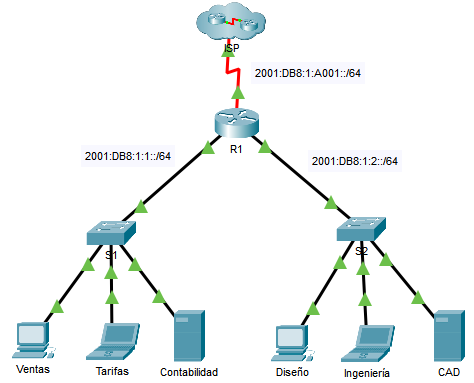 ISP
2001:DB8:1:A001::/64
R1
2001:DB8:1:1::/64
2001:DB8:1:2::/64
S1
S2
Ventas
Tarifas
Contabilidad
Diseño
Ingeniería
CAD